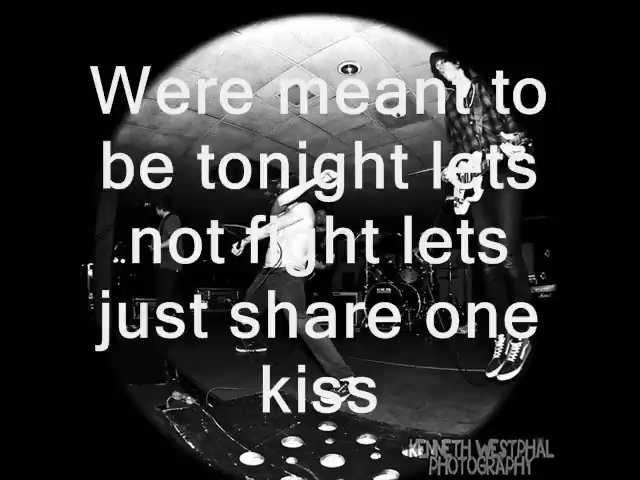 Were meant to
be tonight lets
not fight lets
just share one
kiss
KENNETH WESTPHAL
PHOTOGRAPHY